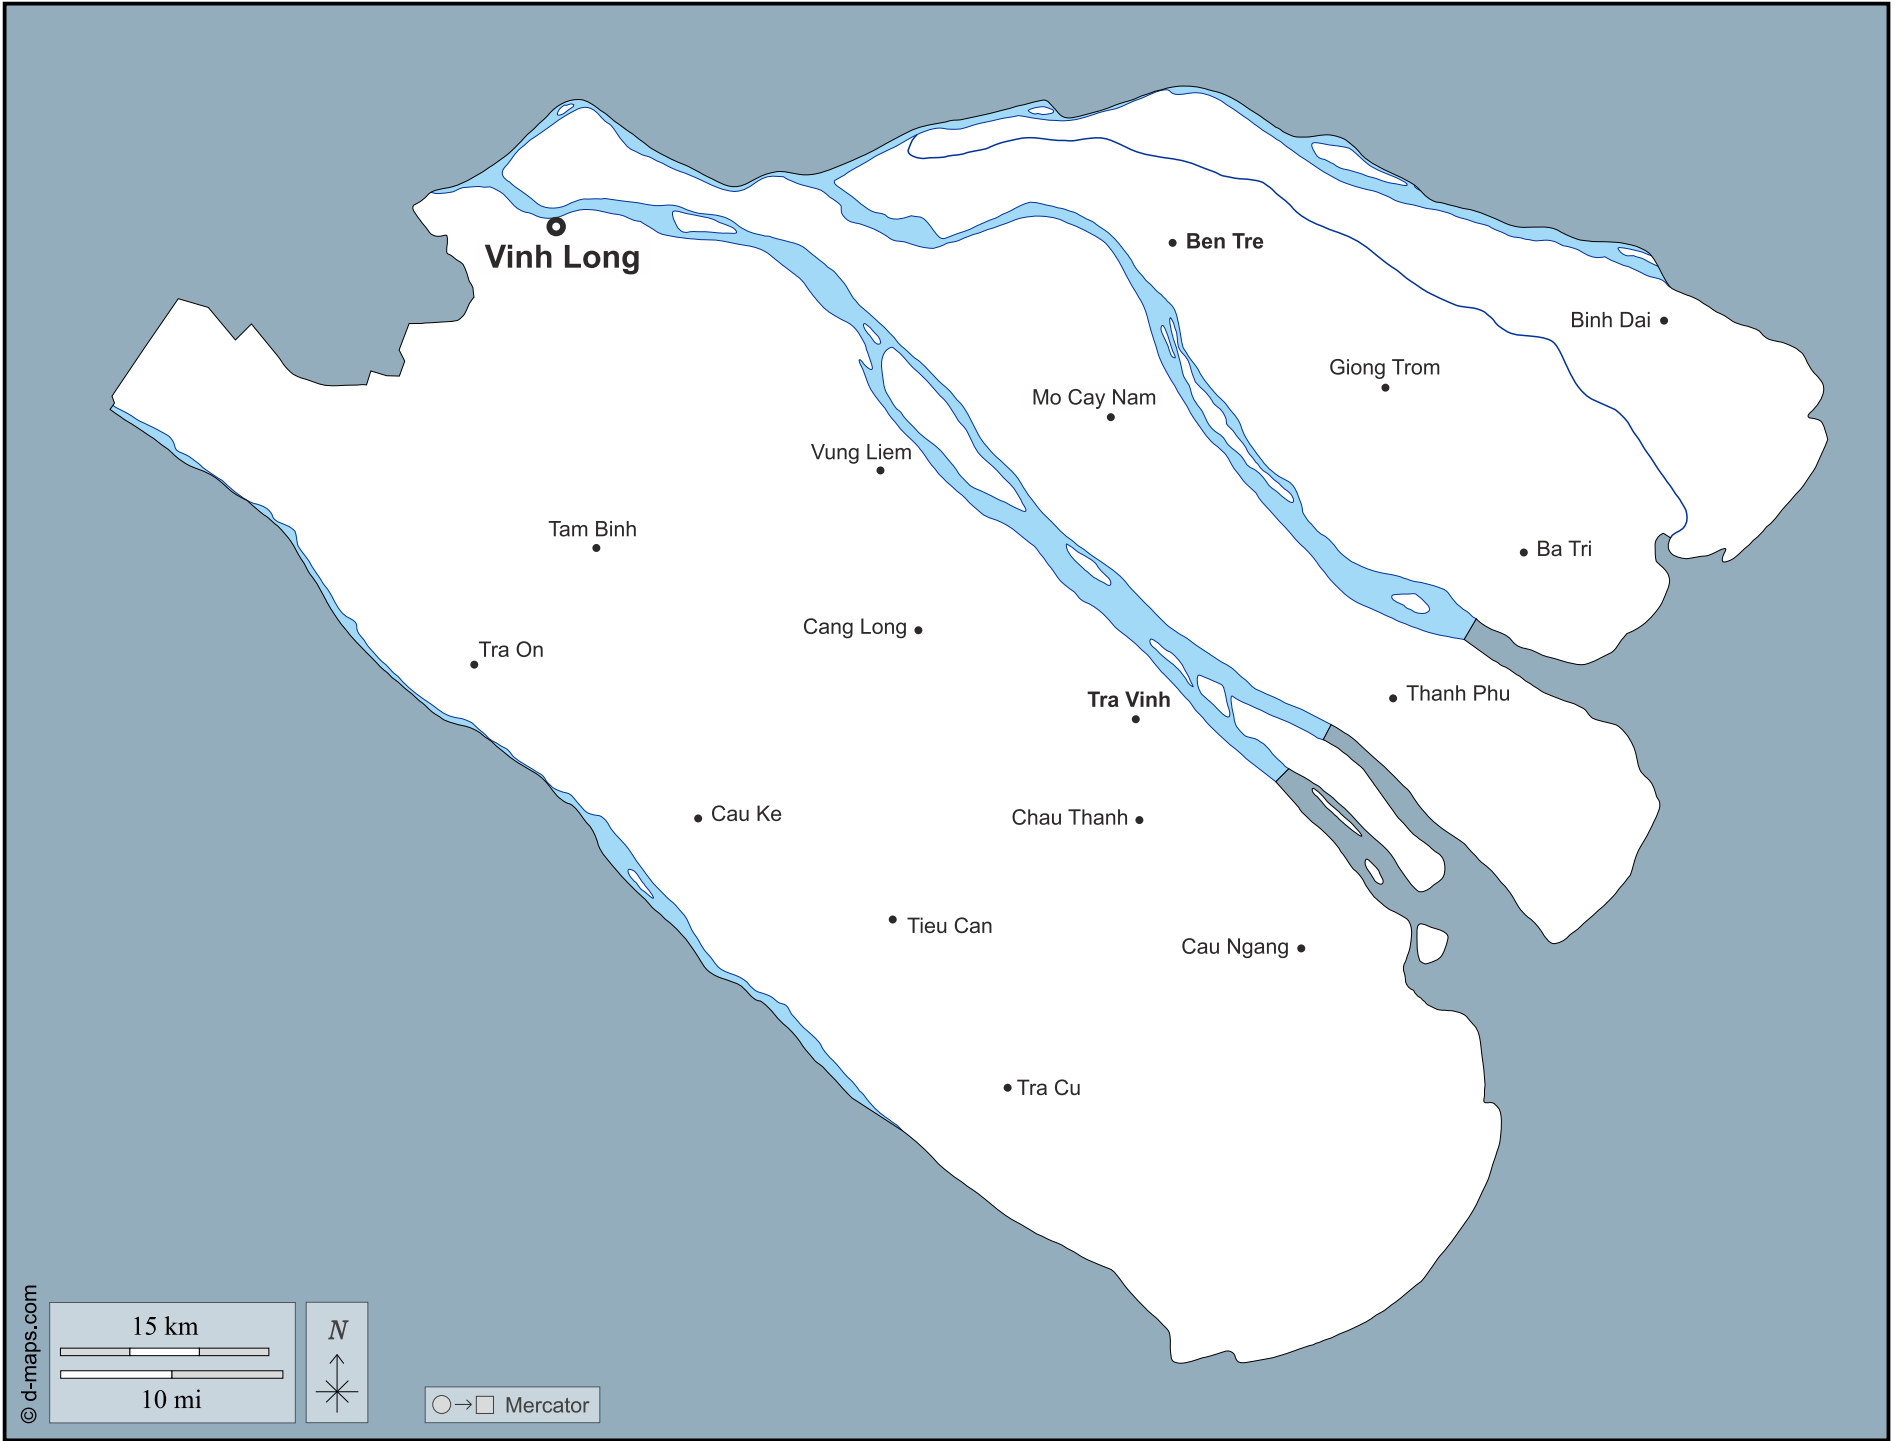 Vinh Long
Ben Tre
Binh Dai
Giong Trom
Mo Cay Nam
Vung Liem
Tam Binh
Ba Tri
Cang Long
Tra On
Thanh Phu
Tra Vinh
Cau Ke
Chau Thanh
Tieu Can
Cau Ngang
Tra Cu
© d-maps.com
15 km
10 mi
N
Mercator